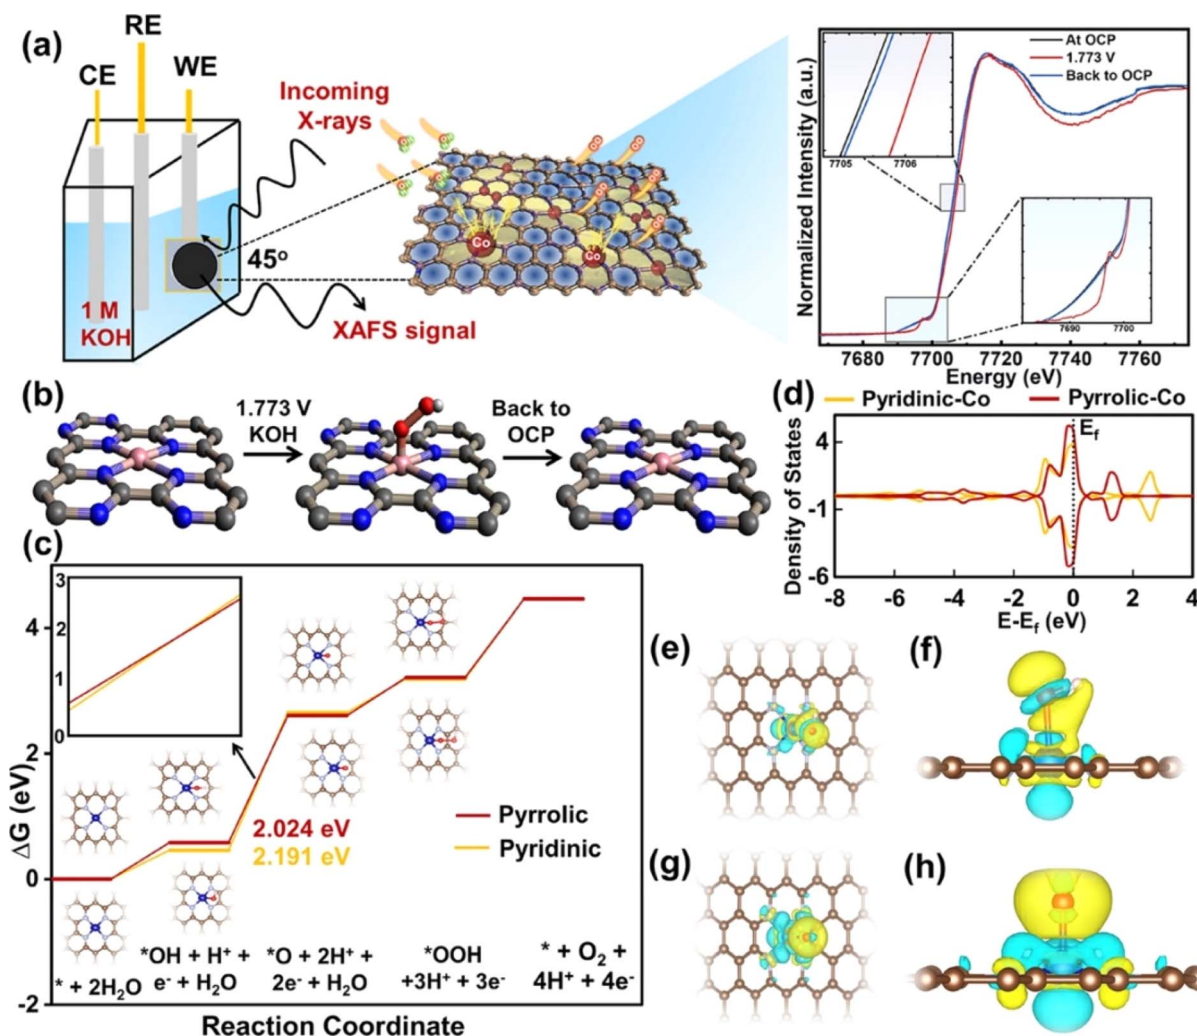 (a)
RE
CE
WE
Incoming
X-rays
45°
1 M
KOH
XAFS signal
Co
Co
Normalized Intensity (a.u.)
At OCP
1.773 V
Back to OCP
7705
7706
7690
7700
7680
7700
7720
7740
7760
Energy (eV)
(b)
1.773 V
KOH
Back to
OCP
(d)
Pyridinic-Co
Pyrrolic-Co
E_f
Density of States
4
-1
-6
-8
-6
-4
-2
0
2
4
E-E_f (eV)
(c)
3
2
1
0
ΔG (eV)
4
2
0
-2
2.024 eV
2.191 eV
Pyrrolic
Pyridinic
* + 2H₂O
*OH + H⁺ +
e⁻ + H₂O
*O + 2H⁺ +
2e⁻ + H₂O
*OOH
+3H⁺ + 3e⁻
* + O₂ +
4H⁺ + 4e⁻
Reaction Coordinate
(e)
(f)
(g)
(h)